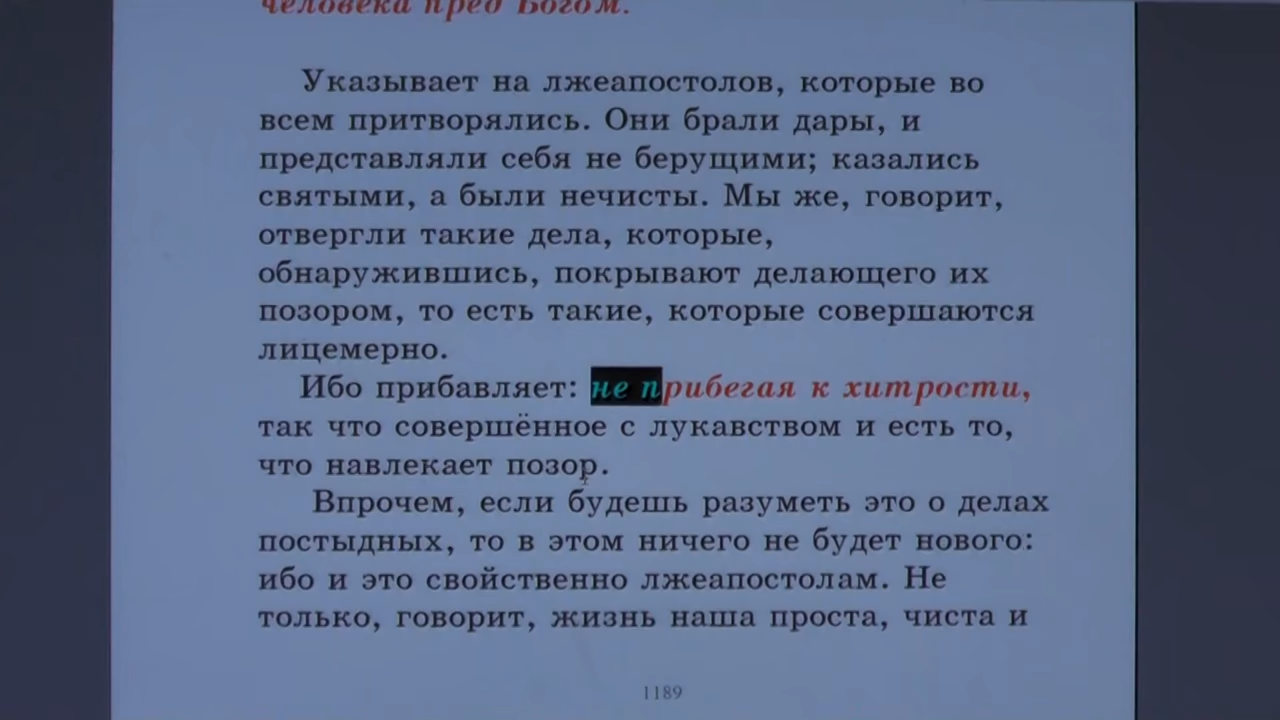 человека пред Богом.
Указывает на лжеапостолов, которые во
всем притворялись. Они брали дары, и
представляли себя не берущими; казались
святыми, а были нечисты. Мы же, говорит,
отвергли такие дела, которые,
обнаружившись, покрывают делающего их
позором, то есть такие, которые совершаются
лицемерно.
Ибо прибавляет: не прибегая к хитрости,
так что совершённое с лукавством и есть то,
что навлекает позор.
Впрочем, если будешь разуметь это о делах
постыдных, то в этом ничего не будет нового:
ибо и это свойственно лжеапостолам. Не
только, говорит, жизнь наша проста, чиста и
1189